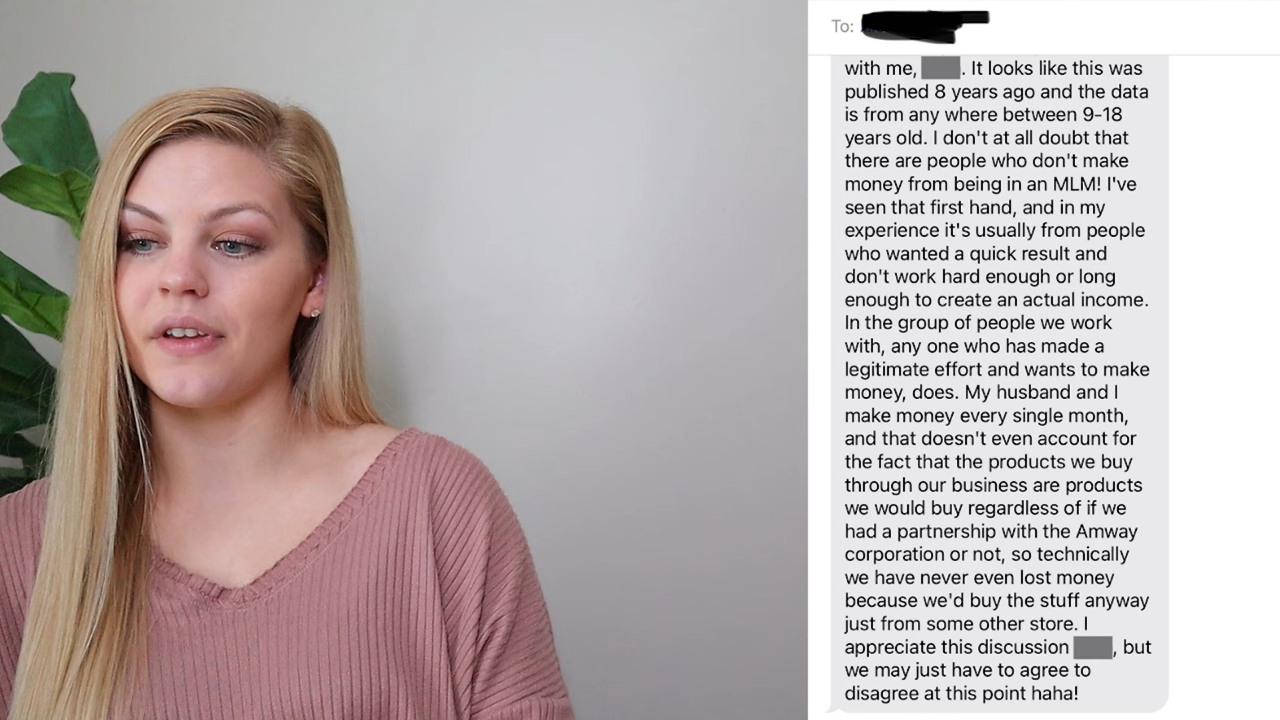 To:
with me, . It looks like this was
published 8 years ago and the data
is from any where between 9-18
years old. I don't at all doubt that
there are people who don't make
money from being in an MLM! I've
seen that first hand, and in my
experience it's usually from people
who wanted a quick result and
don't work hard enough or long
enough to create an actual income.
In the group of people we work
with, any one who has made a
legitimate effort and wants to make
money, does. My husband and I
make money every single month,
and that doesn't even account for
the fact that the products we buy
through our business are products
we would buy regardless of if we
had a partnership with the Amway
corporation or not, so technically
we have never even lost money
because we'd buy the stuff anyway
just from some other store. I
appreciate this discussion , but
we may just have to agree to
disagree at this point haha!